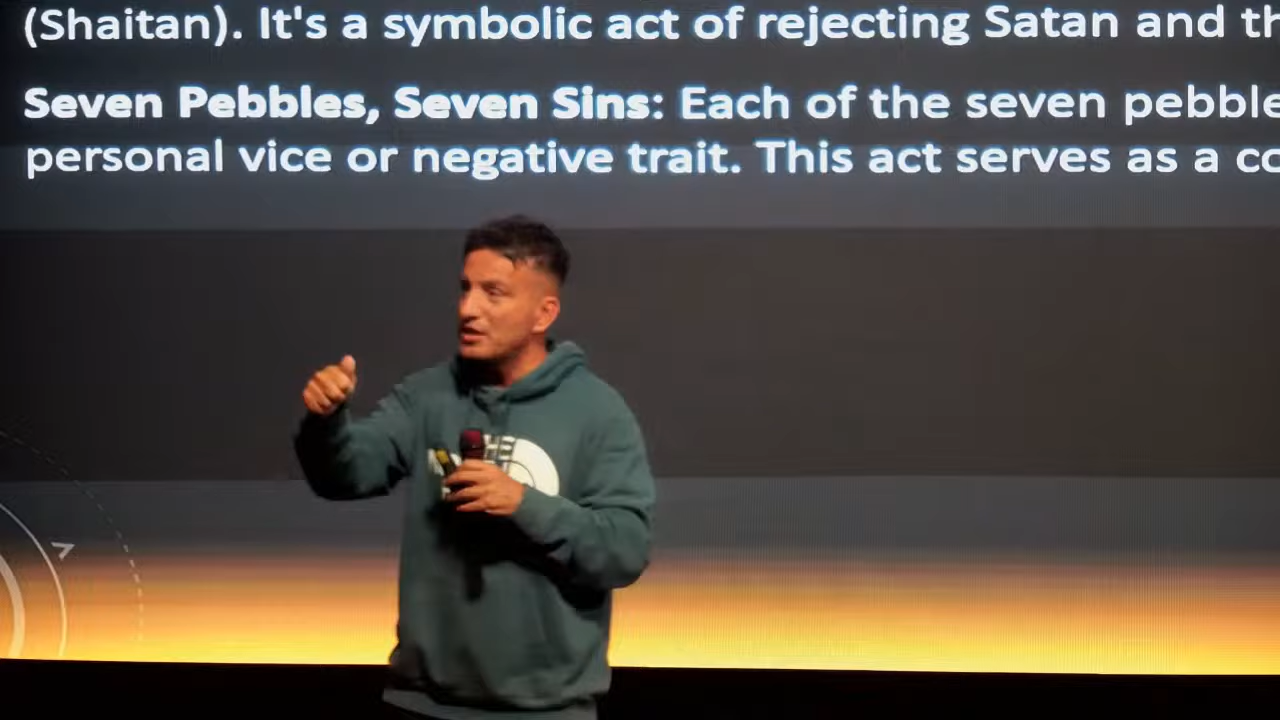 (Shaitan). It's a symbolic act of rejecting Satan and th
Seven Pebbles, Seven Sins: Each of the seven pebble
personal vice or negative trait. This act serves as a co